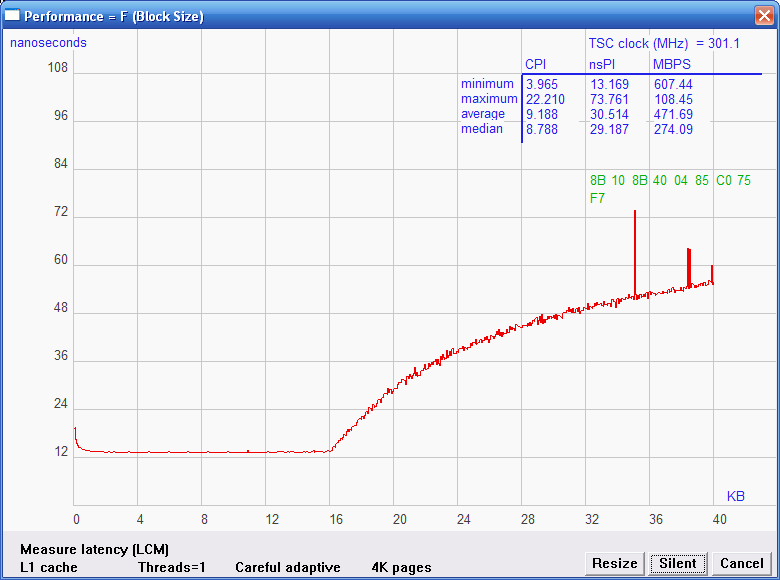 Performance = F (Block Size)
nanoseconds
TSC clock (MHz) = 301.1
CPI nsPI MBPS
minimum 3.965 13.169 607.44
maximum 22.210 73.761 108.45
average 9.188 30.514 471.69
median 8.788 29.187 274.09
8B 10 8B 40 04 85 C0 75
F7
108
96
84
72
60
48
36
24
12
KB
0 4 8 12 16 20 24 28 32 36 40
Measure latency (LCM)
L1 cache Threads=1 Careful adaptive 4K pages
Resize Silent Cancel